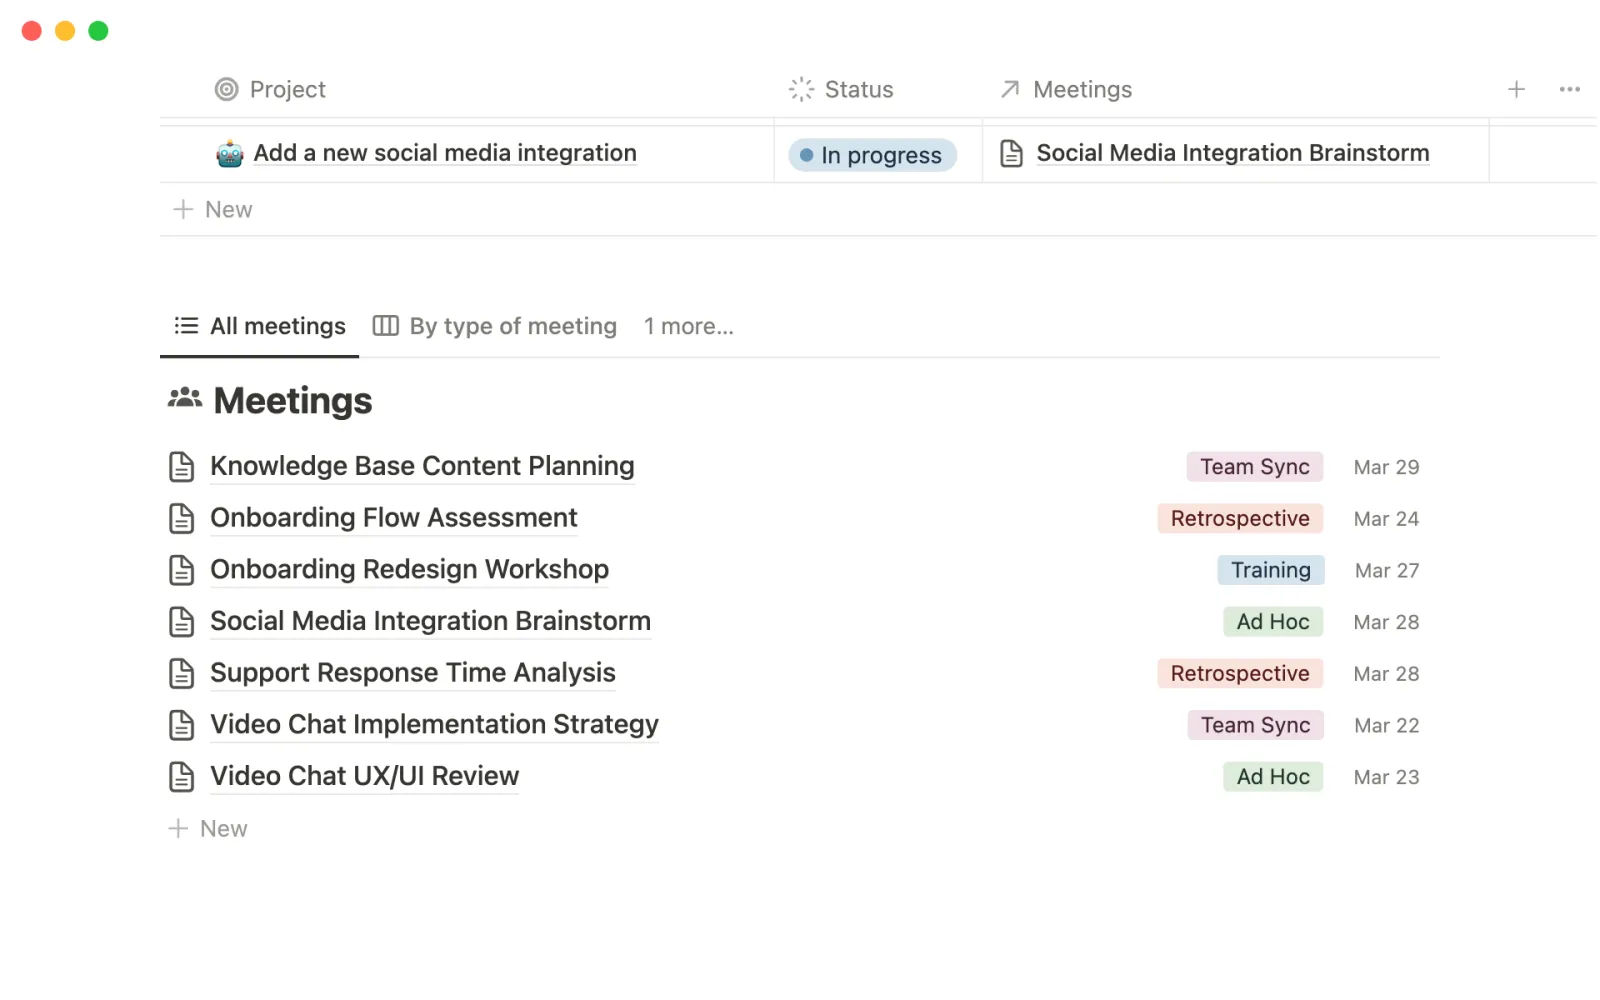 Project Status Meetings
Add a new social media integration In progress Social Media Integration Brainstorm
New
All meetings By type of meeting 1 more...
Meetings
Knowledge Base Content Planning Team Sync Mar 29
Onboarding Flow Assessment Retrospective Mar 24
Onboarding Redesign Workshop Training Mar 27
Social Media Integration Brainstorm Ad Hoc Mar 28
Support Response Time Analysis Retrospective Mar 28
Video Chat Implementation Strategy Team Sync Mar 22
Video Chat UX/UI Review Ad Hoc Mar 23
New